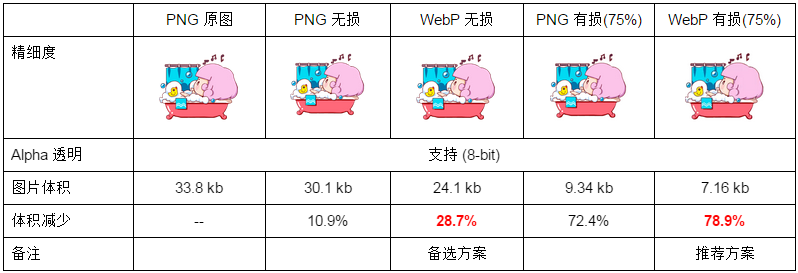 PNG 原图 PNG 无损 WebP 无损 PNG 有损(75%) WebP 有损(75%)
精细度
Alpha 透明 支持 (8-bit)
图片体积 33.8 kb 30.1 kb 24.1 kb 9.34 kb 7.16 kb
体积减少 -- 10.9% 28.7% 72.4% 78.9%
备注 备选方案 推荐方案